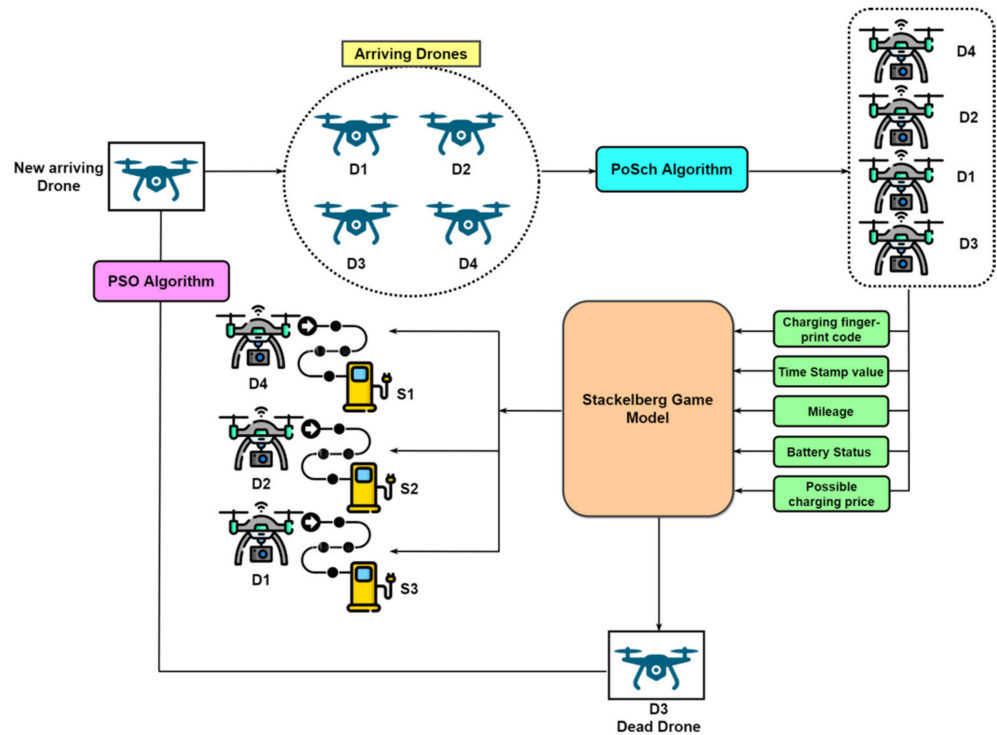 Arriving Drones
New arriving
Drone
D1
D2
D3
D4
PoSch Algorithm
D4
D2
D1
D3
PSO Algorithm
Charging finger-
print code
Time Stamp value
Mileage
Battery Status
Possible
charging price
Stackelberg Game
Model
D4
S1
D2
S2
D1
S3
D3
Dead Drone